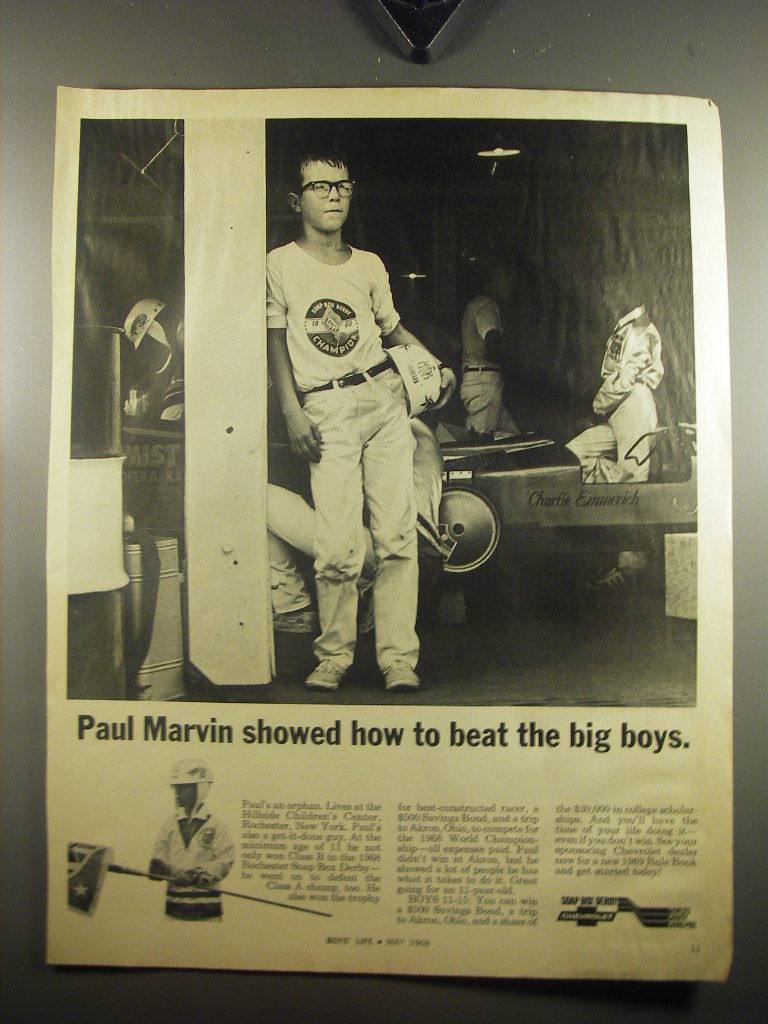 SOAP BOX DERBY
1968
CHAMPION
MIST
PEKA, KA
Charlie Emmerich
Paul Marvin showed how to beat the big boys.
Paul's an orphan. Lives at the
Hillside Children's Center,
Rochester, New York. Paul's
also a get-it-done guy. At the
minimum age of 11 he not
only won Class B in the 1968
Rochester Soap Box Derby—
he went on to defeat the
Class A champ, too. He
also won the trophy
for best-constructed racer, a
$500 Savings Bond, and a trip
to Akron, Ohio, to compete for
the 1968 World Champion-
ship—all expenses paid. Paul
didn't win at Akron, but he
showed a lot of people he has
what it takes to do it. Great
going for an 11-year-old.
BOYS 11-15: You can win
a $500 Savings Bond, a trip
to Akron, Ohio, and a share of
the $30,000 in college scholar-
ships. And you'll have the
time of your life doing it—
even if you don't win. See your
sponsoring Chevrolet dealer
now for a new 1969 Rule Book
and get started today!
SOAP BOX DERBY
CHEVROLET
BOYS' LIFE ★ MAY 1969
11